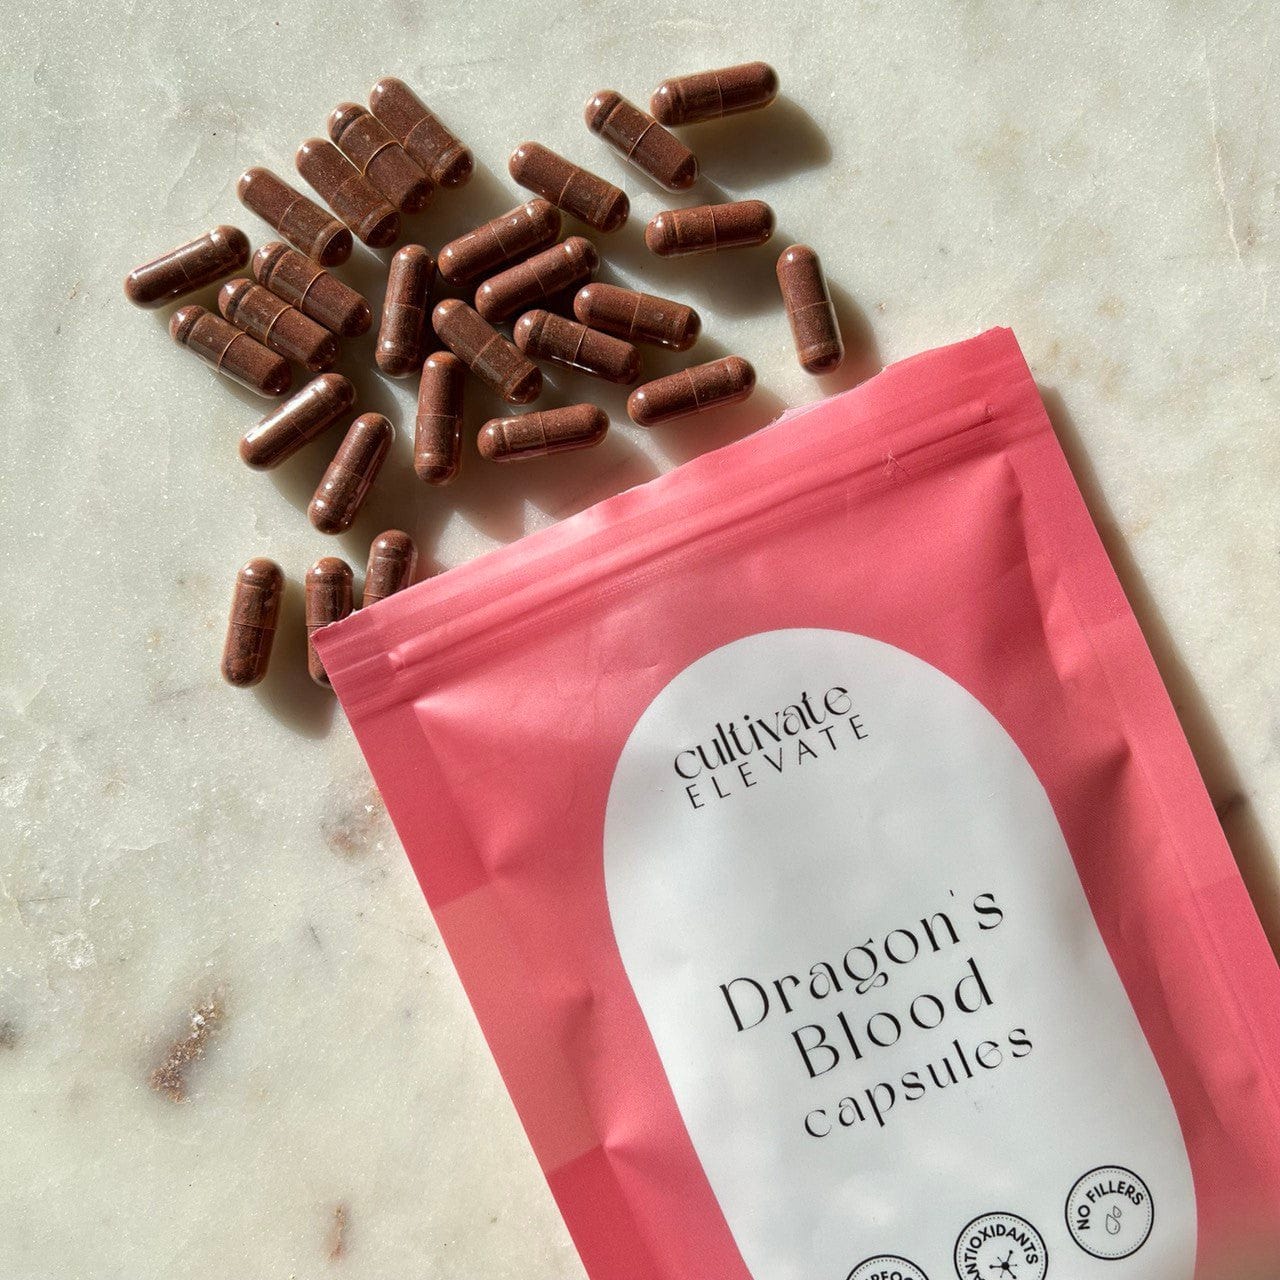 cultivate
ELEVATE
Dragon's
Blood
capsules
ANTIOXIDANTS
NO FILLERS